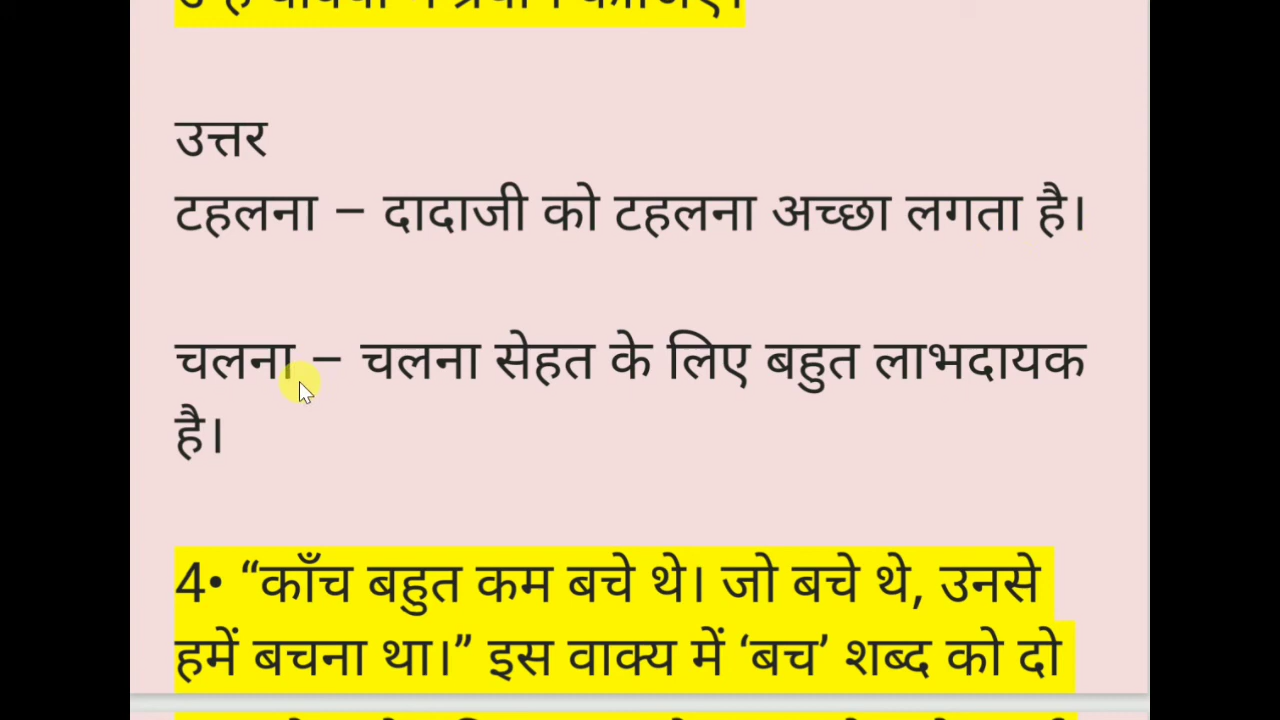 उत्तर
टहलना – दादाजी को टहलना अच्छा लगता है।
चलना – चलना सेहत के लिए बहुत लाभदायक
है।
4• “काँच बहुत कम बचे थे। जो बचे थे, उनसे
हमें बचना था।” इस वाक्य में ‘बच’ शब्द को दो